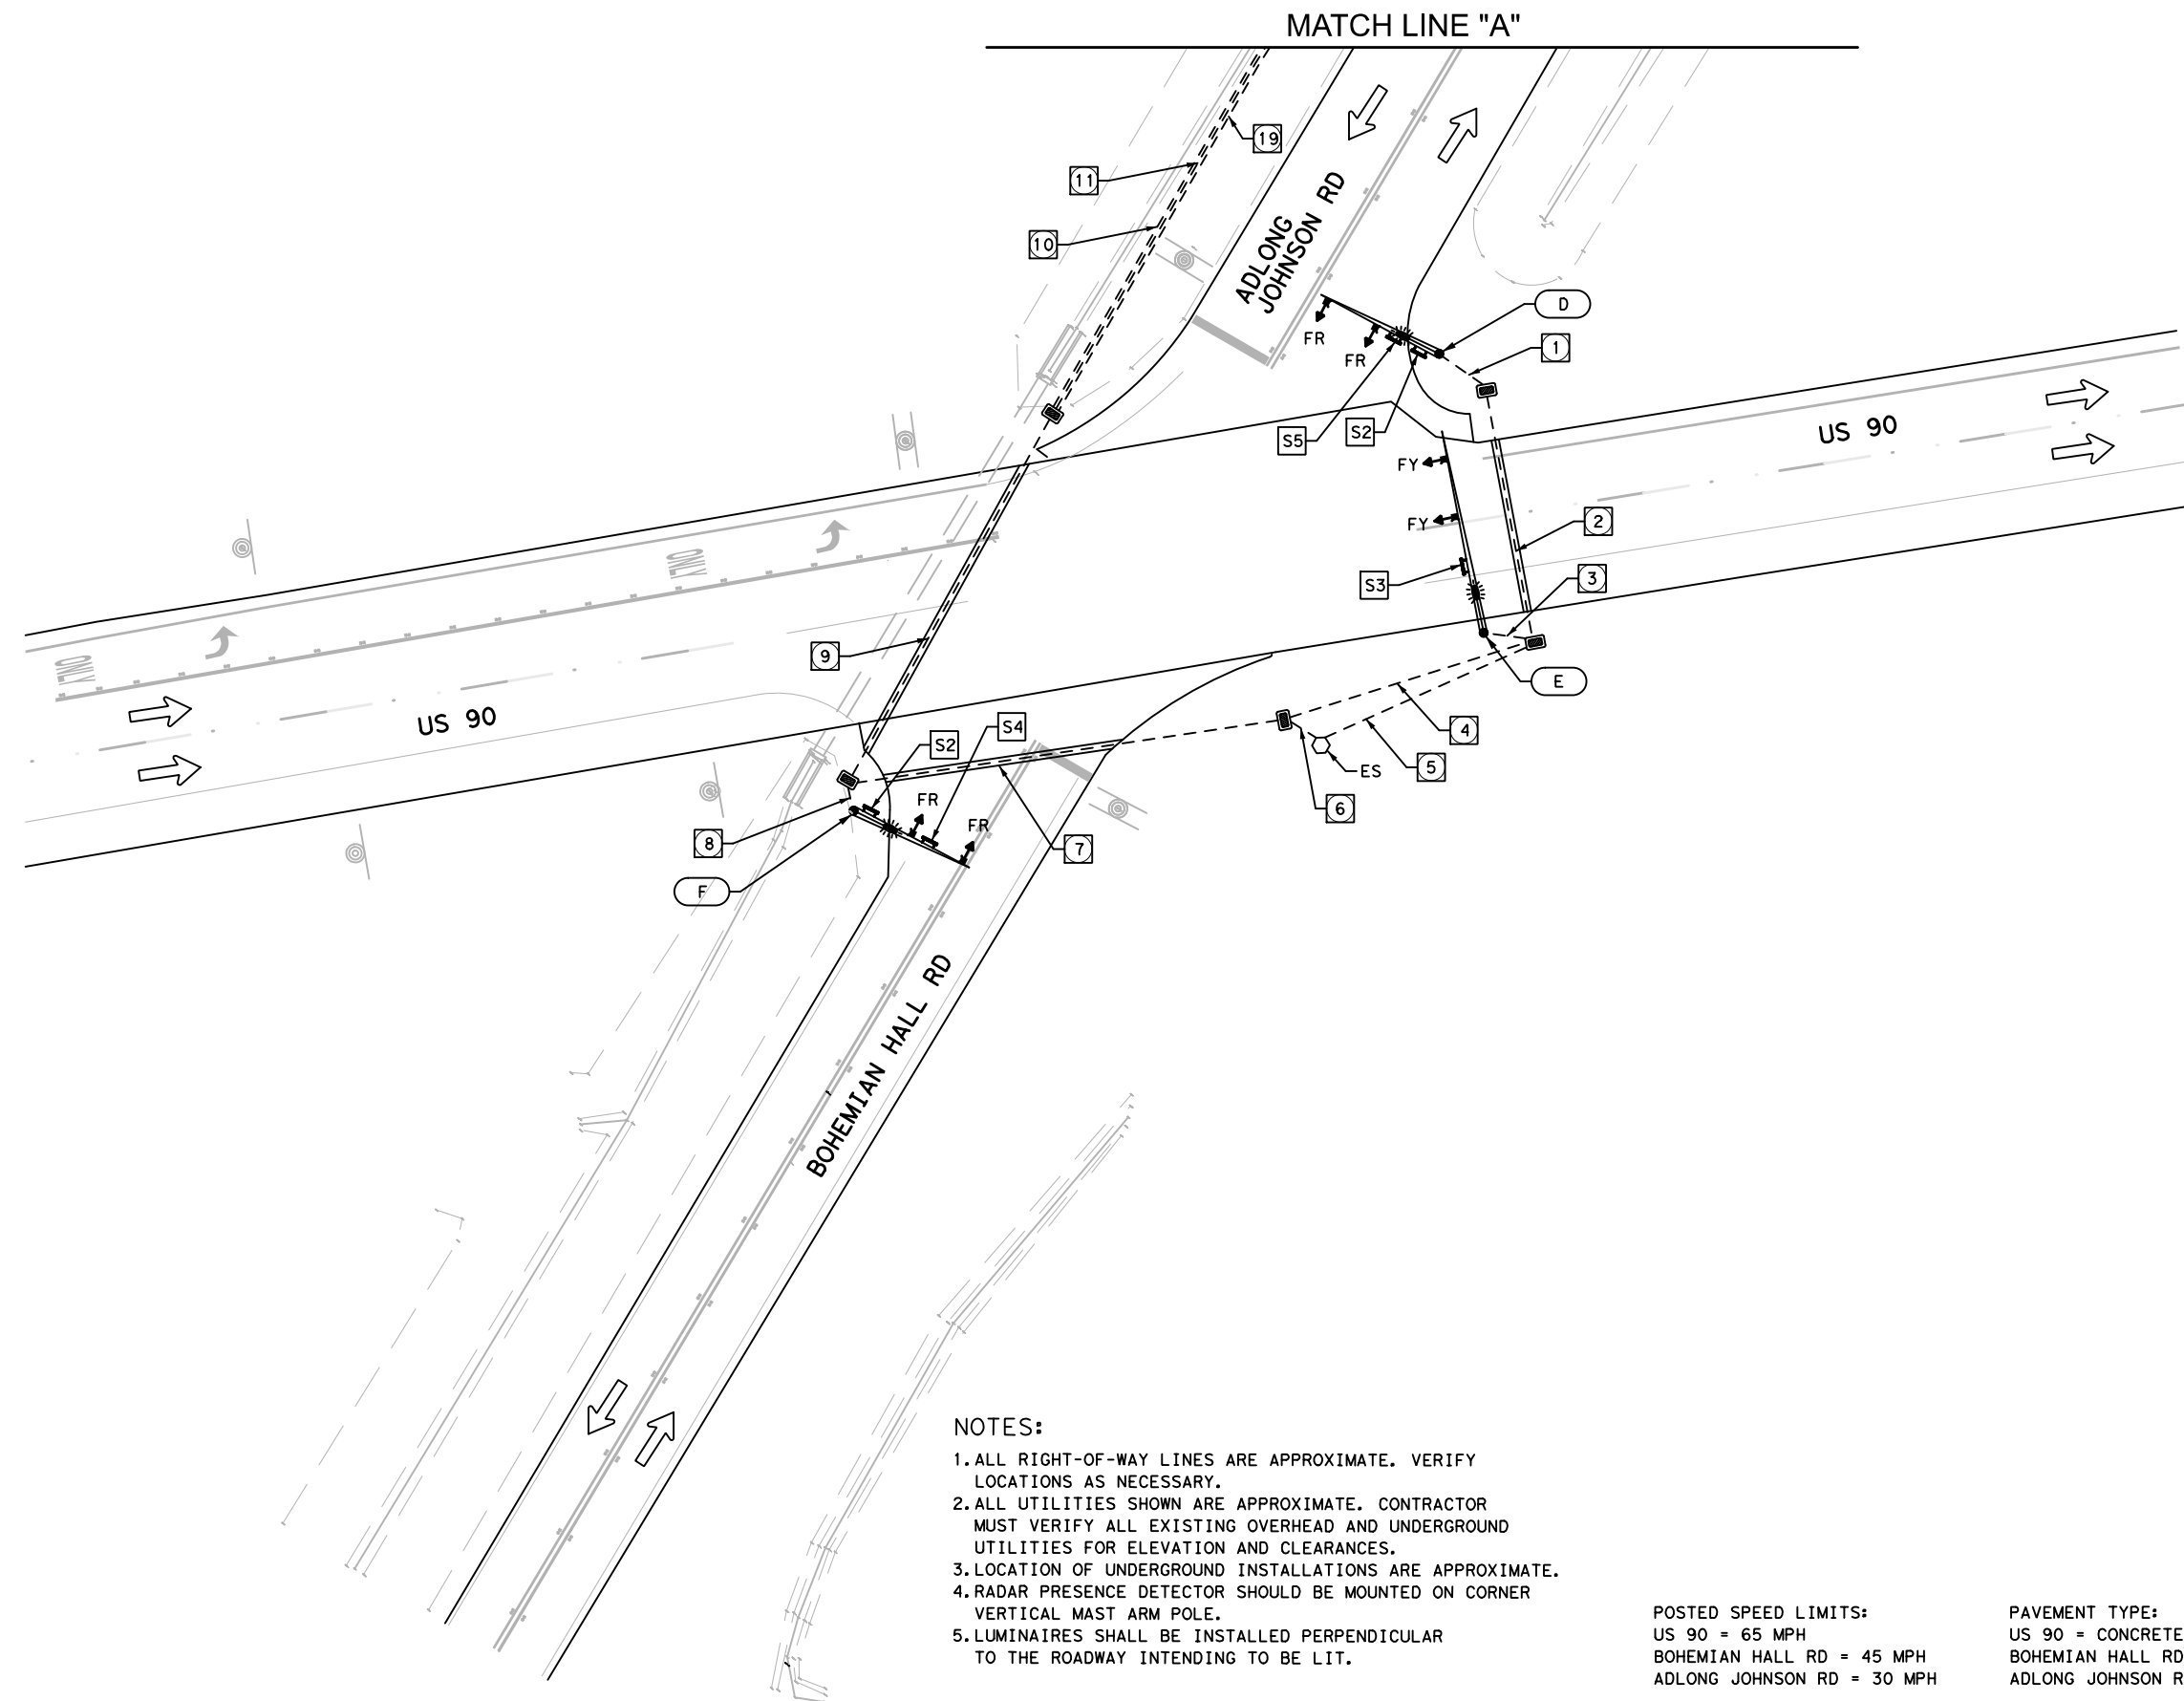 MATCH LINE "A"
19
11
10
ADLONG
JOHNSON RD
D
1
FR
FR
S5
S2
US 90
FY
FY
2
S3
3
E
9
US 90
S2
S4
4
ES
5
6
FR
FR
8
7
F
BOHEMIAN HALL RD
NOTES:
1. ALL RIGHT-OF-WAY LINES ARE APPROXIMATE. VERIFY
LOCATIONS AS NECESSARY.
2. ALL UTILITIES SHOWN ARE APPROXIMATE. CONTRACTOR
MUST VERIFY ALL EXISTING OVERHEAD AND UNDERGROUND
UTILITIES FOR ELEVATION AND CLEARANCES.
3. LOCATION OF UNDERGROUND INSTALLATIONS ARE APPROXIMATE.
4. RADAR PRESENCE DETECTOR SHOULD BE MOUNTED ON CORNER
VERTICAL MAST ARM POLE.
5. LUMINAIRES SHALL BE INSTALLED PERPENDICULAR
TO THE ROADWAY INTENDING TO BE LIT.
POSTED SPEED LIMITS:
US 90 = 65 MPH
BOHEMIAN HALL RD = 45 MPH
ADLONG JOHNSON RD = 30 MPH
PAVEMENT TYPE:
US 90 = CONCRETE
BOHEMIAN HALL RD
ADLONG JOHNSON R